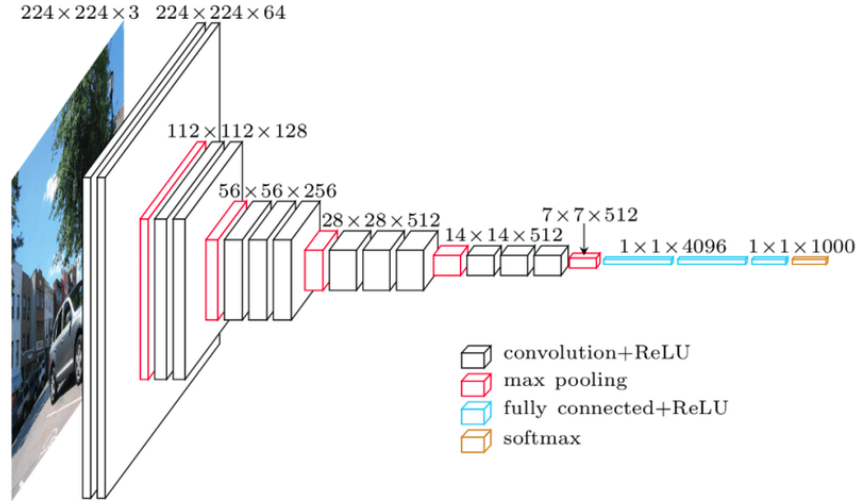 224×224×3
224×224×64
112×112×128
56×56×256
28×28×512
14×14×512
7×7×512
1×1×4096
1×1×1000
convolution+ReLU
max pooling
fully connected+ReLU
softmax